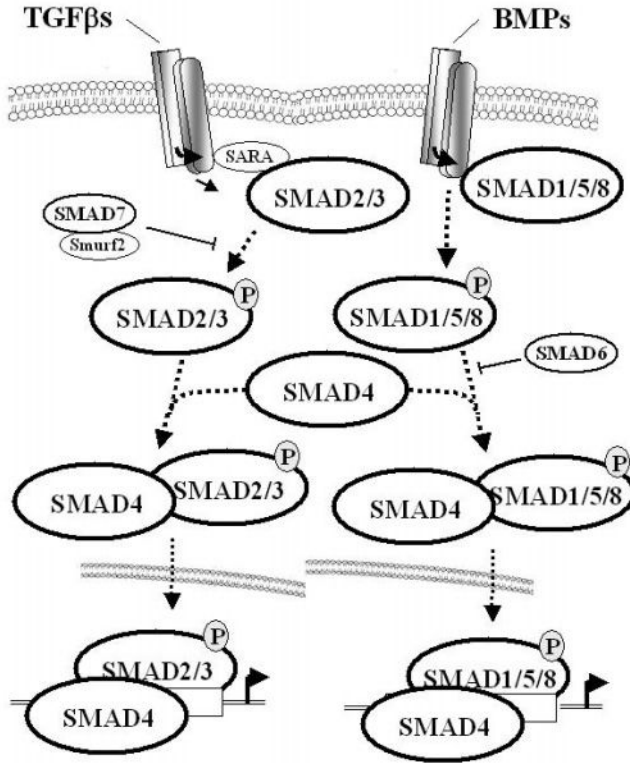 TGFβs
BMPs
SARA
SMAD2/3
SMAD1/5/8
SMAD7
Smurf2
P
SMAD2/3
P
SMAD1/5/8
SMAD6
SMAD4
P
SMAD4
SMAD2/3
P
SMAD4
SMAD1/5/8
P
SMAD2/3
SMAD4
P
SMAD1/5/8
SMAD4